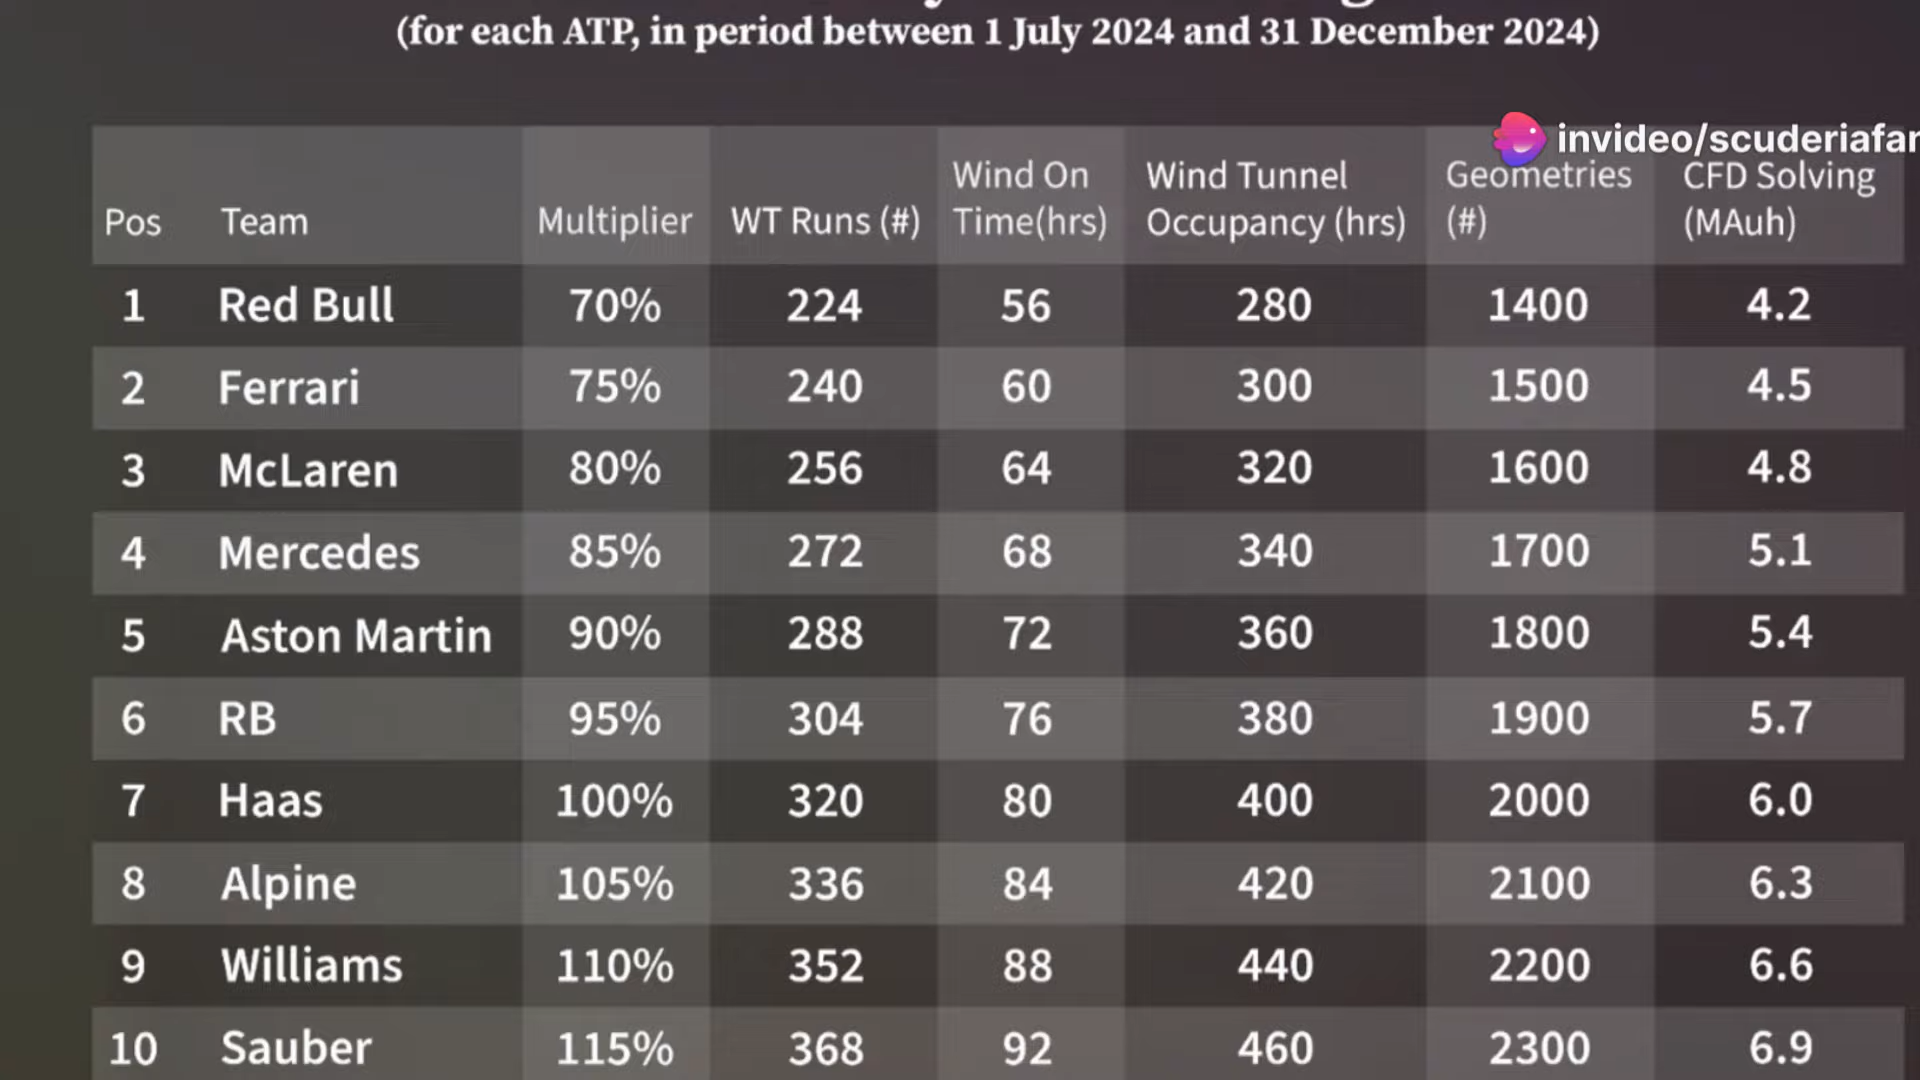 (for each ATP, in period between 1 July 2024 and 31 December 2024)
invideo/scuderiafa
Pos Team Multiplier WT Runs (#) Wind On Time(hrs) Wind Tunnel Occupancy (hrs) Geometries (#) CFD Solving (MAuh)
1 Red Bull 70% 224 56 280 1400 4.2
2 Ferrari 75% 240 60 300 1500 4.5
3 McLaren 80% 256 64 320 1600 4.8
4 Mercedes 85% 272 68 340 1700 5.1
5 Aston Martin 90% 288 72 360 1800 5.4
6 RB 95% 304 76 380 1900 5.7
7 Haas 100% 320 80 400 2000 6.0
8 Alpine 105% 336 84 420 2100 6.3
9 Williams 110% 352 88 440 2200 6.6
10 Sauber 115% 368 92 460 2300 6.9